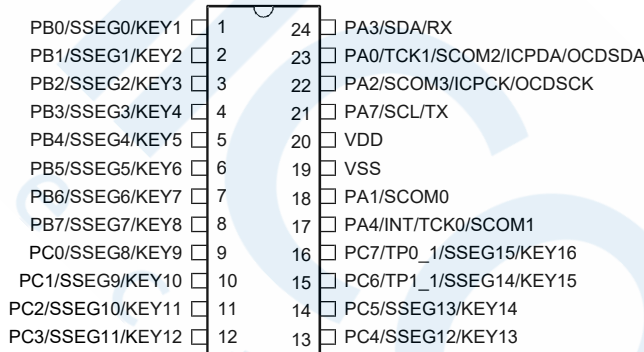 PB0/SSEG0/KEY1 1 24 PA3/SDA/RX
PB1/SSEG1/KEY2 2 23 PA0/TCK1/SCOM2/ICPDA/OCDSDA
PB2/SSEG2/KEY3 3 22 PA2/SCOM3/ICPCK/OCDSCK
PB3/SSEG3/KEY4 4 21 PA7/SCL/TX
PB4/SSEG4/KEY5 5 20 VDD
PB5/SSEG5/KEY6 6 19 VSS
PB6/SSEG6/KEY7 7 18 PA1/SCOM0
PB7/SSEG7/KEY8 8 17 PA4/INT/TCK0/SCOM1
PC0/SSEG8/KEY9 9 16 PC7/TP0_1/SSEG15/KEY16
PC1/SSEG9/KEY10 10 15 PC6/TP1_1/SSEG14/KEY15
PC2/SSEG10/KEY11 11 14 PC5/SSEG13/KEY14
PC3/SSEG11/KEY12 12 13 PC4/SSEG12/KEY13